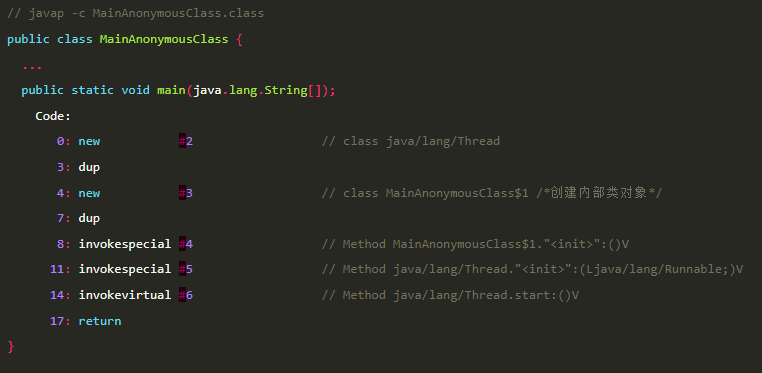 // javap -c MainAnonymousClass.class
public class MainAnonymousClass {
...
public static void main(java.lang.String[]);
Code:
0: new #2 // class java/lang/Thread
3: dup
4: new #3 // class MainAnonymousClass$1 /*创建内部类对象*/
7: dup
8: invokespecial #4 // Method MainAnonymousClass$1."<init>":()V
11: invokespecial #5 // Method java/lang/Thread."<init>":(Ljava/lang/Runnable;)V
14: invokevirtual #6 // Method java/lang/Thread.start:()V
17: return
}